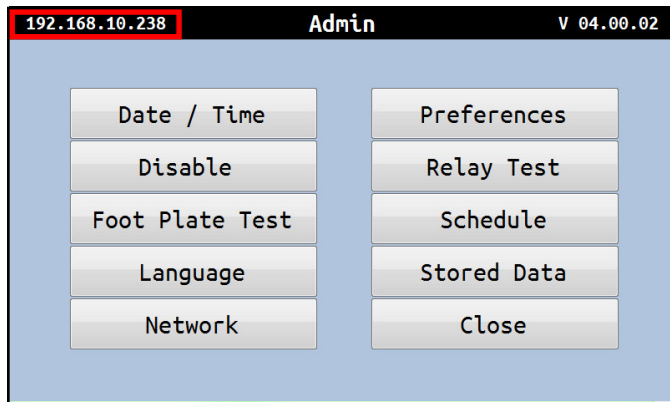 192.168.10.238 Admin V 04.00.02
Date / Time
Preferences
Disable
Relay Test
Foot Plate Test
Schedule
Language
Stored Data
Network
Close